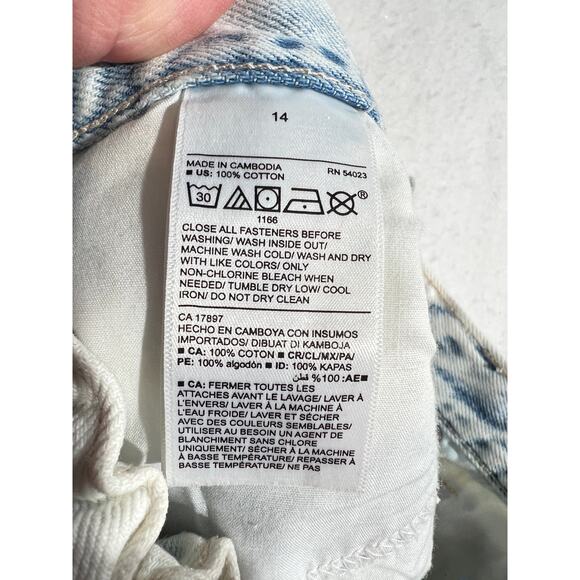 14
MADE IN CAMBODIA RN 54023
■ US: 100% COTTON
30 ®
1166
CLOSE ALL FASTENERS BEFORE
WASHING/ WASH INSIDE OUT/
MACHINE WASH COLD/ WASH AND DRY
WITH LIKE COLORS/ ONLY
NON-CHLORINE BLEACH WHEN
NEEDED/ TUMBLE DRY LOW/ COOL
IRON/ DO NOT DRY CLEAN
CA 17897
HECHO EN CAMBOYA CON INSUMOS
IMPORTADOS/ DIBUAT DI KAMBOJA
■ CA: 100% COTON ■ CR/CL/MX/PA/
PE: 100% algodón ■ ID: 100% KAPAS
■ AE: 100% قطن
■ CA: FERMER TOUTES LES
ATTACHES AVANT LE LAVAGE/ LAVER À
L'ENVERS/ LAVER À LA MACHINE À
L'EAU FROIDE/ LAVER ET SÉCHER
AVEC DES COULEURS SEMBLABLES/
UTILISER AU BESOIN UN AGENT DE
BLANCHIMENT SANS CHLORE
UNIQUEMENT/ SÉCHER À LA MACHINE
À BASSE TEMPÉRATURE/ REPASSER À
BASSE TEMPÉRATURE/ NE PAS